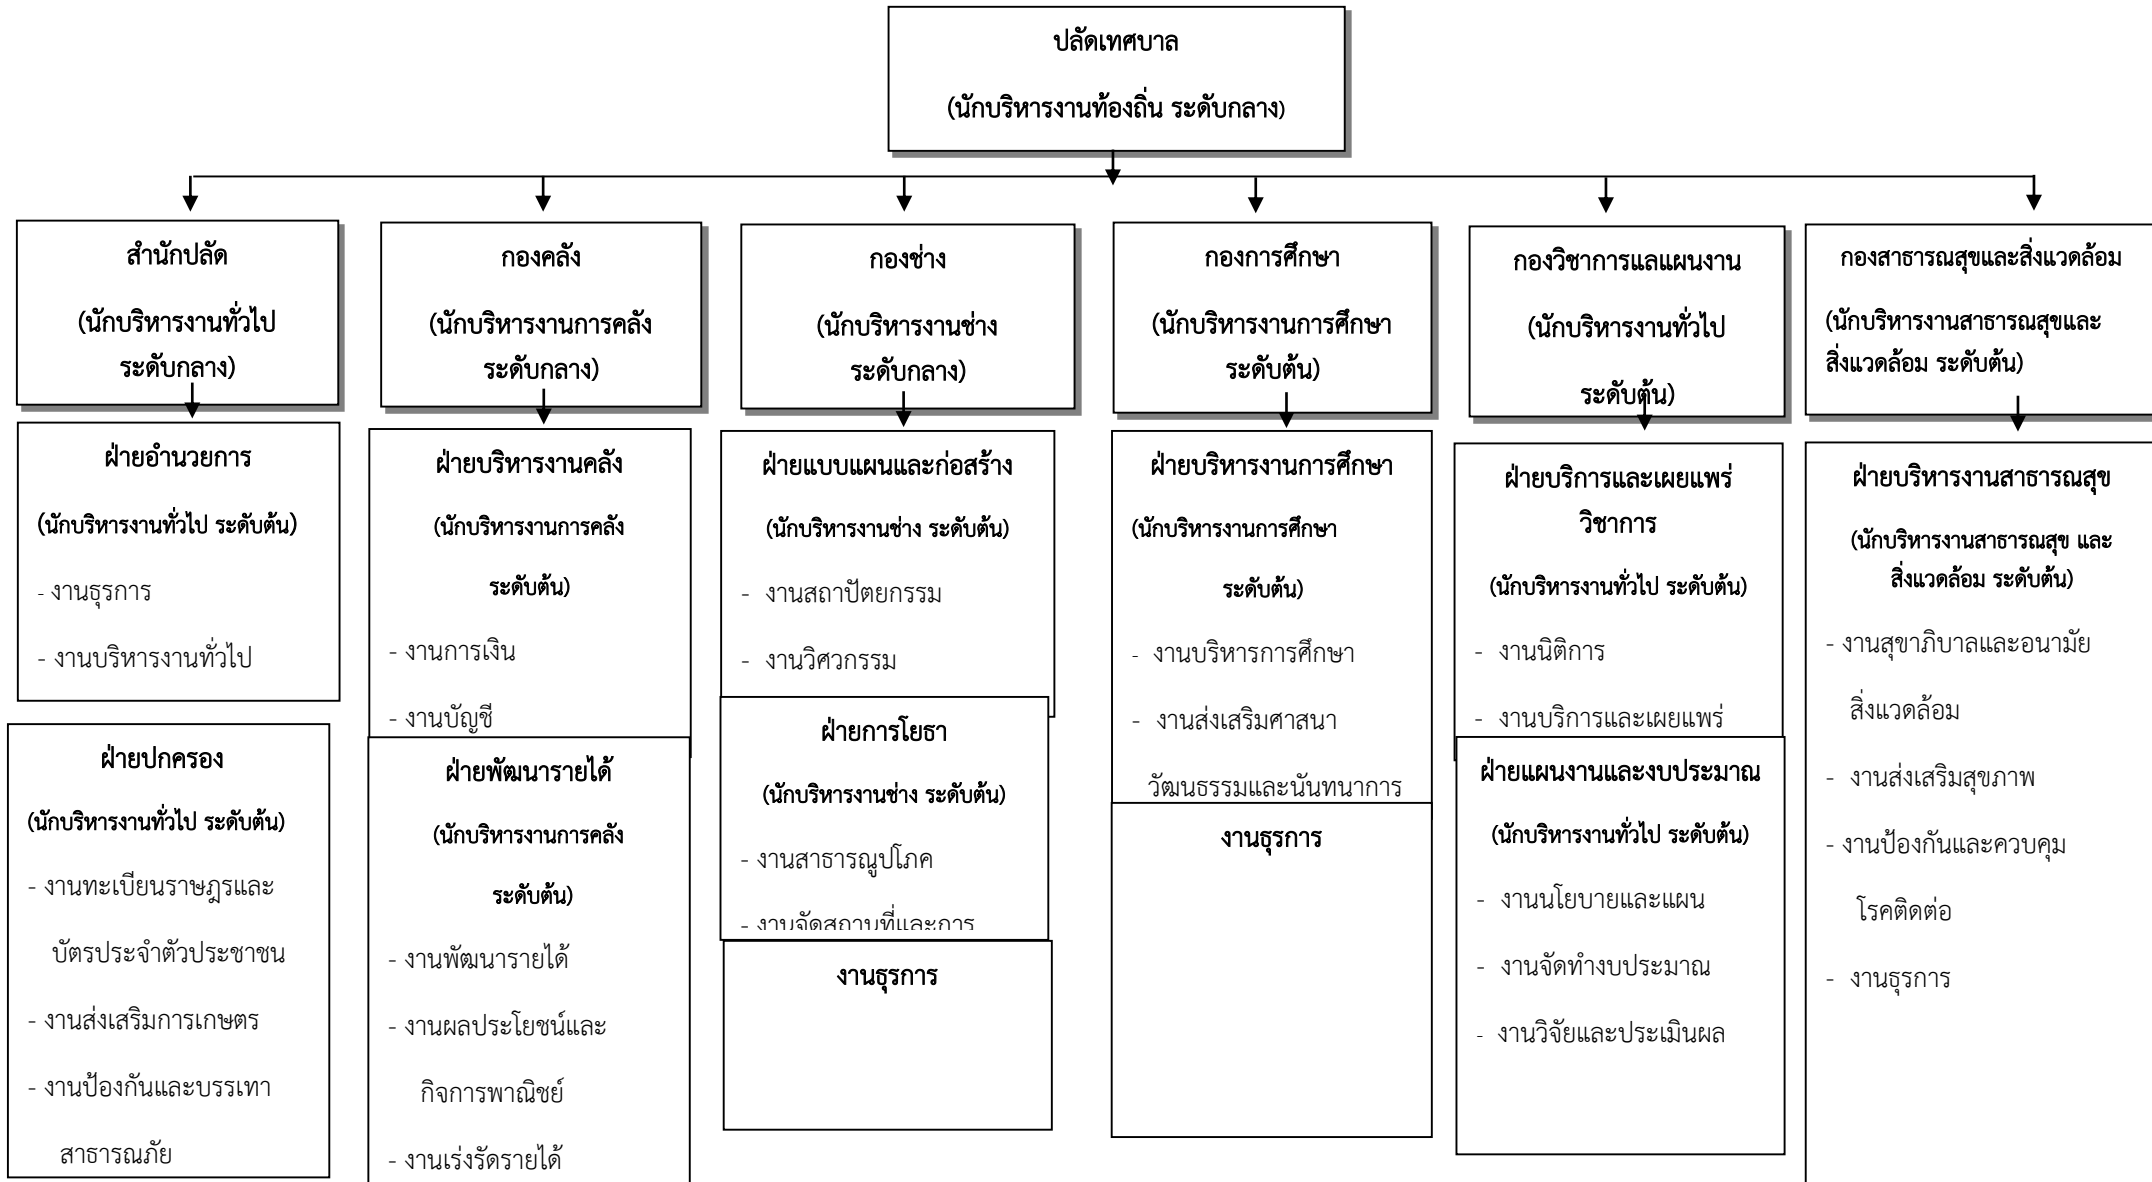 ปลัดเทศบาล
(นักบริหารงานท้องถิ่น ระดับกลาง)
สำนักปลัด
(นักบริหารงานทั่วไป
ระดับกลาง)
กองคลัง
(นักบริหารงานการคลัง
ระดับกลาง)
กองช่าง
(นักบริหารงานช่าง
ระดับกลาง)
กองการศึกษา
(นักบริหารงานการศึกษา
ระดับต้น)
กองวิชาการแลแผนงาน
(นักบริหารงานทั่วไป
ระดับต้น)
กองสาธารณสุขและสิ่งแวดล้อม
(นักบริหารงานสาธารณสุขและ
สิ่งแวดล้อม ระดับต้น)
ฝ่ายอำนวยการ
(นักบริหารงานทั่วไป ระดับต้น)
- งานธุรการ
- งานบริหารงานทั่วไป
ฝ่ายปกครอง
(นักบริหารงานทั่วไป ระดับต้น)
- งานทะเบียนราษฎรและ
บัตรประจำตัวประชาชน
- งานส่งเสริมการเกษตร
- งานป้องกันและบรรเทา
สาธารณภัย
ฝ่ายบริหารงานคลัง
(นักบริหารงานการคลัง
ระดับต้น)
- งานการเงิน
- งานบัญชี
ฝ่ายพัฒนารายได้
(นักบริหารงานการคลัง
ระดับต้น)
- งานพัฒนารายได้
- งานผลประโยชน์และ
กิจการพาณิชย์
- งานเร่งรัดรายได้
ฝ่ายแบบแผนและก่อสร้าง
(นักบริหารงานช่าง ระดับต้น)
- งานสถาปัตยกรรม
- งานวิศวกรรม
ฝ่ายการโยธา
(นักบริหารงานช่าง ระดับต้น)
- งานสาธารณูปโภค
- งานจัดสถานที่และการ
งานธุรการ
ฝ่ายบริหารงานการศึกษา
(นักบริหารงานการศึกษา
ระดับต้น)
- งานบริหารการศึกษา
- งานส่งเสริมศาสนา
วัฒนธรรมและนันทนาการ
งานธุรการ
ฝ่ายบริการและเผยแพร่
วิชาการ
(นักบริหารงานทั่วไป ระดับต้น)
- งานนิติการ
- งานบริการและเผยแพร่
ฝ่ายแผนงานและงบประมาณ
(นักบริหารงานทั่วไป ระดับต้น)
- งานนโยบายและแผน
- งานจัดทำงบประมาณ
- งานวิจัยและประเมินผล
ฝ่ายบริหารงานสาธารณสุข
(นักบริหารงานสาธารณสุข และ
สิ่งแวดล้อม ระดับต้น)
- งานสุขาภิบาลและอนามัย
สิ่งแวดล้อม
- งานส่งเสริมสุขภาพ
- งานป้องกันและควบคุม
โรคติดต่อ
- งานธุรการ